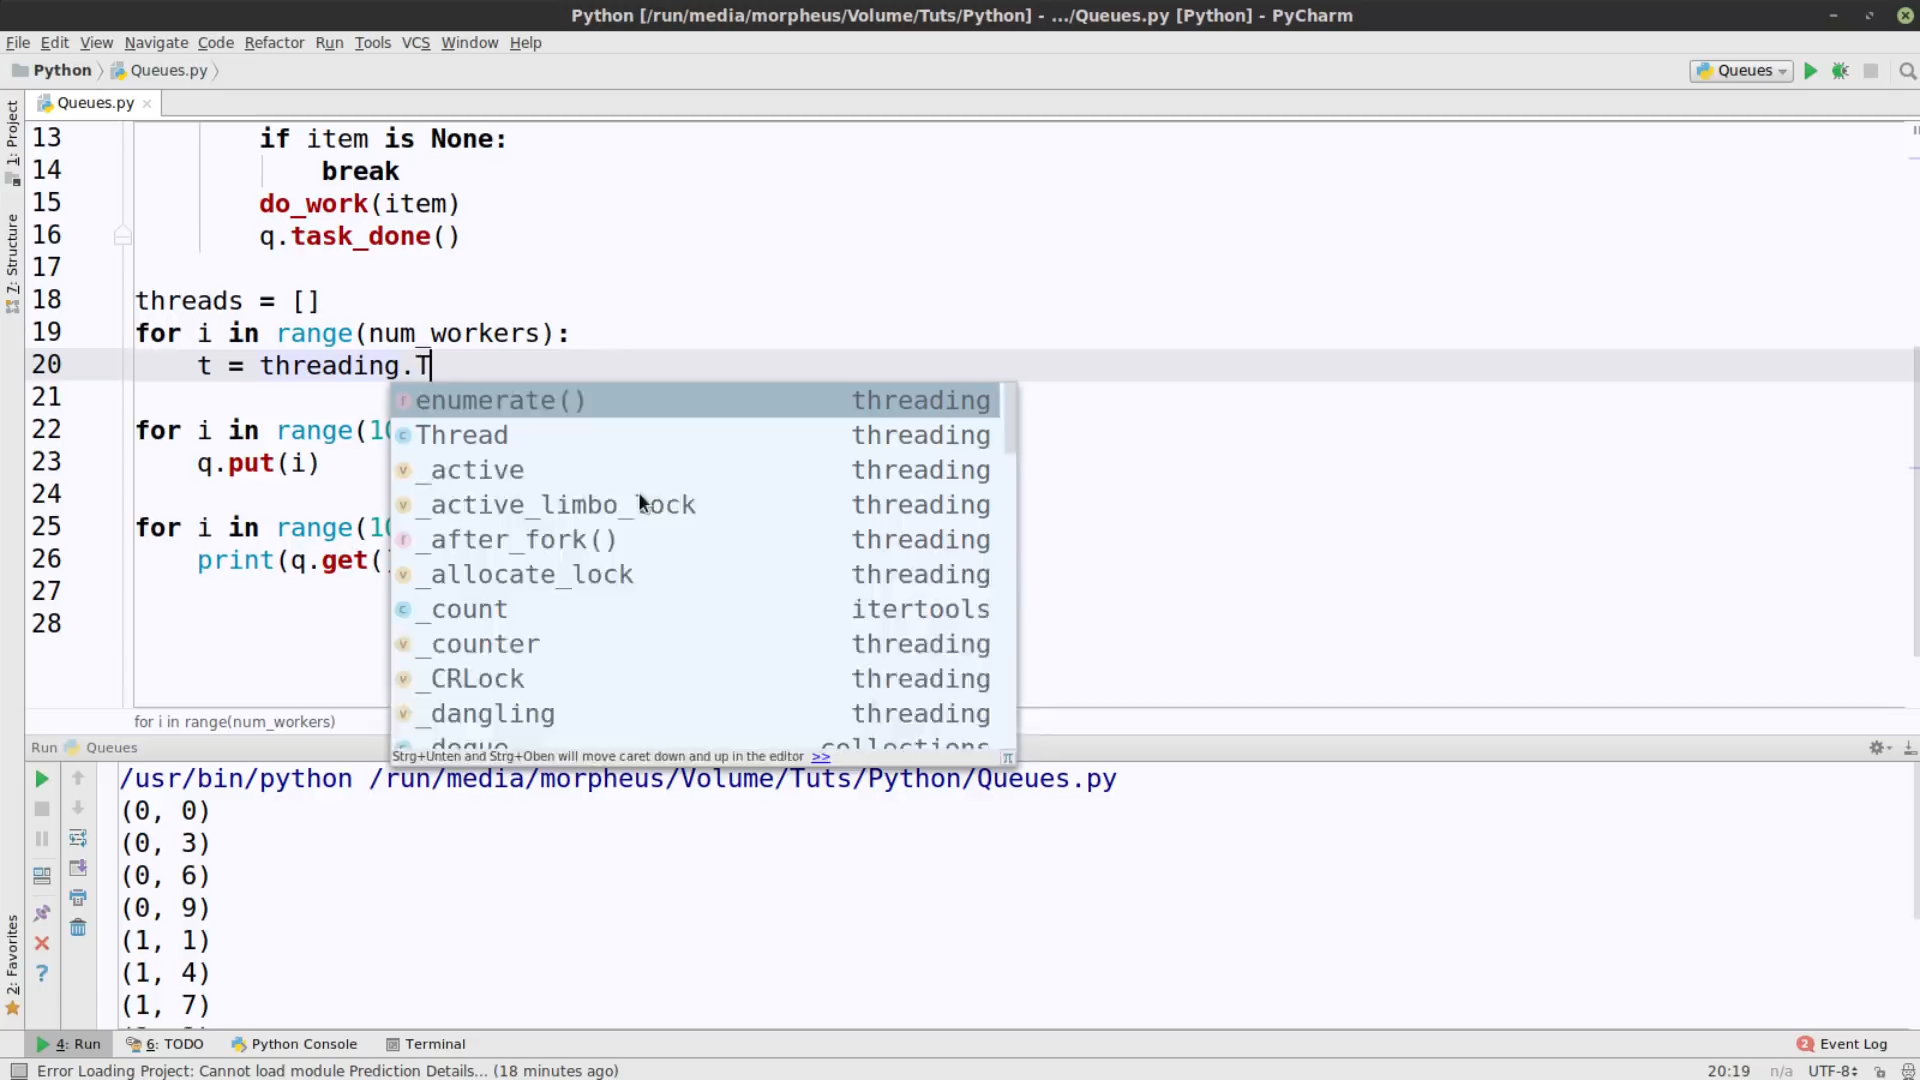 Python [/run/media/morpheus/Volume/Tuts/Python] - .../Queues.py [Python] - PyCharm
File Edit View Navigate Code Refactor Run Tools VCS Window Help
Python Queues.py Queues
Queues.py
1: Project
7: Structure
2: Favorites
13 if item is None:
14 break
15 do_work(item)
16 q.task_done()
17
18 threads = []
19 for i in range(num_workers):
20 t = threading.T
21
22 for i in range(10
23 q.put(i)
24
25 for i in range(10
26 print(q.get(
27
28
enumerate() threading
Thread threading
_active threading
_active_limbo_lock threading
_after_fork() threading
_allocate_lock threading
_count itertools
_counter threading
_CRLock threading
_dangling threading
_deque collections
Strg+Unten and Strg+Oben will move caret down and up in the editor >>
for i in range(num_workers)
Run Queues
/usr/bin/python /run/media/morpheus/Volume/Tuts/Python/Queues.py
(0, 0)
(0, 3)
(0, 6)
(0, 9)
(1, 1)
(1, 4)
(1, 7)
4: Run 6: TODO Python Console Terminal 2 Event Log
Error Loading Project: Cannot load module Prediction Details... (18 minutes ago) 20:19 n/a UTF-8